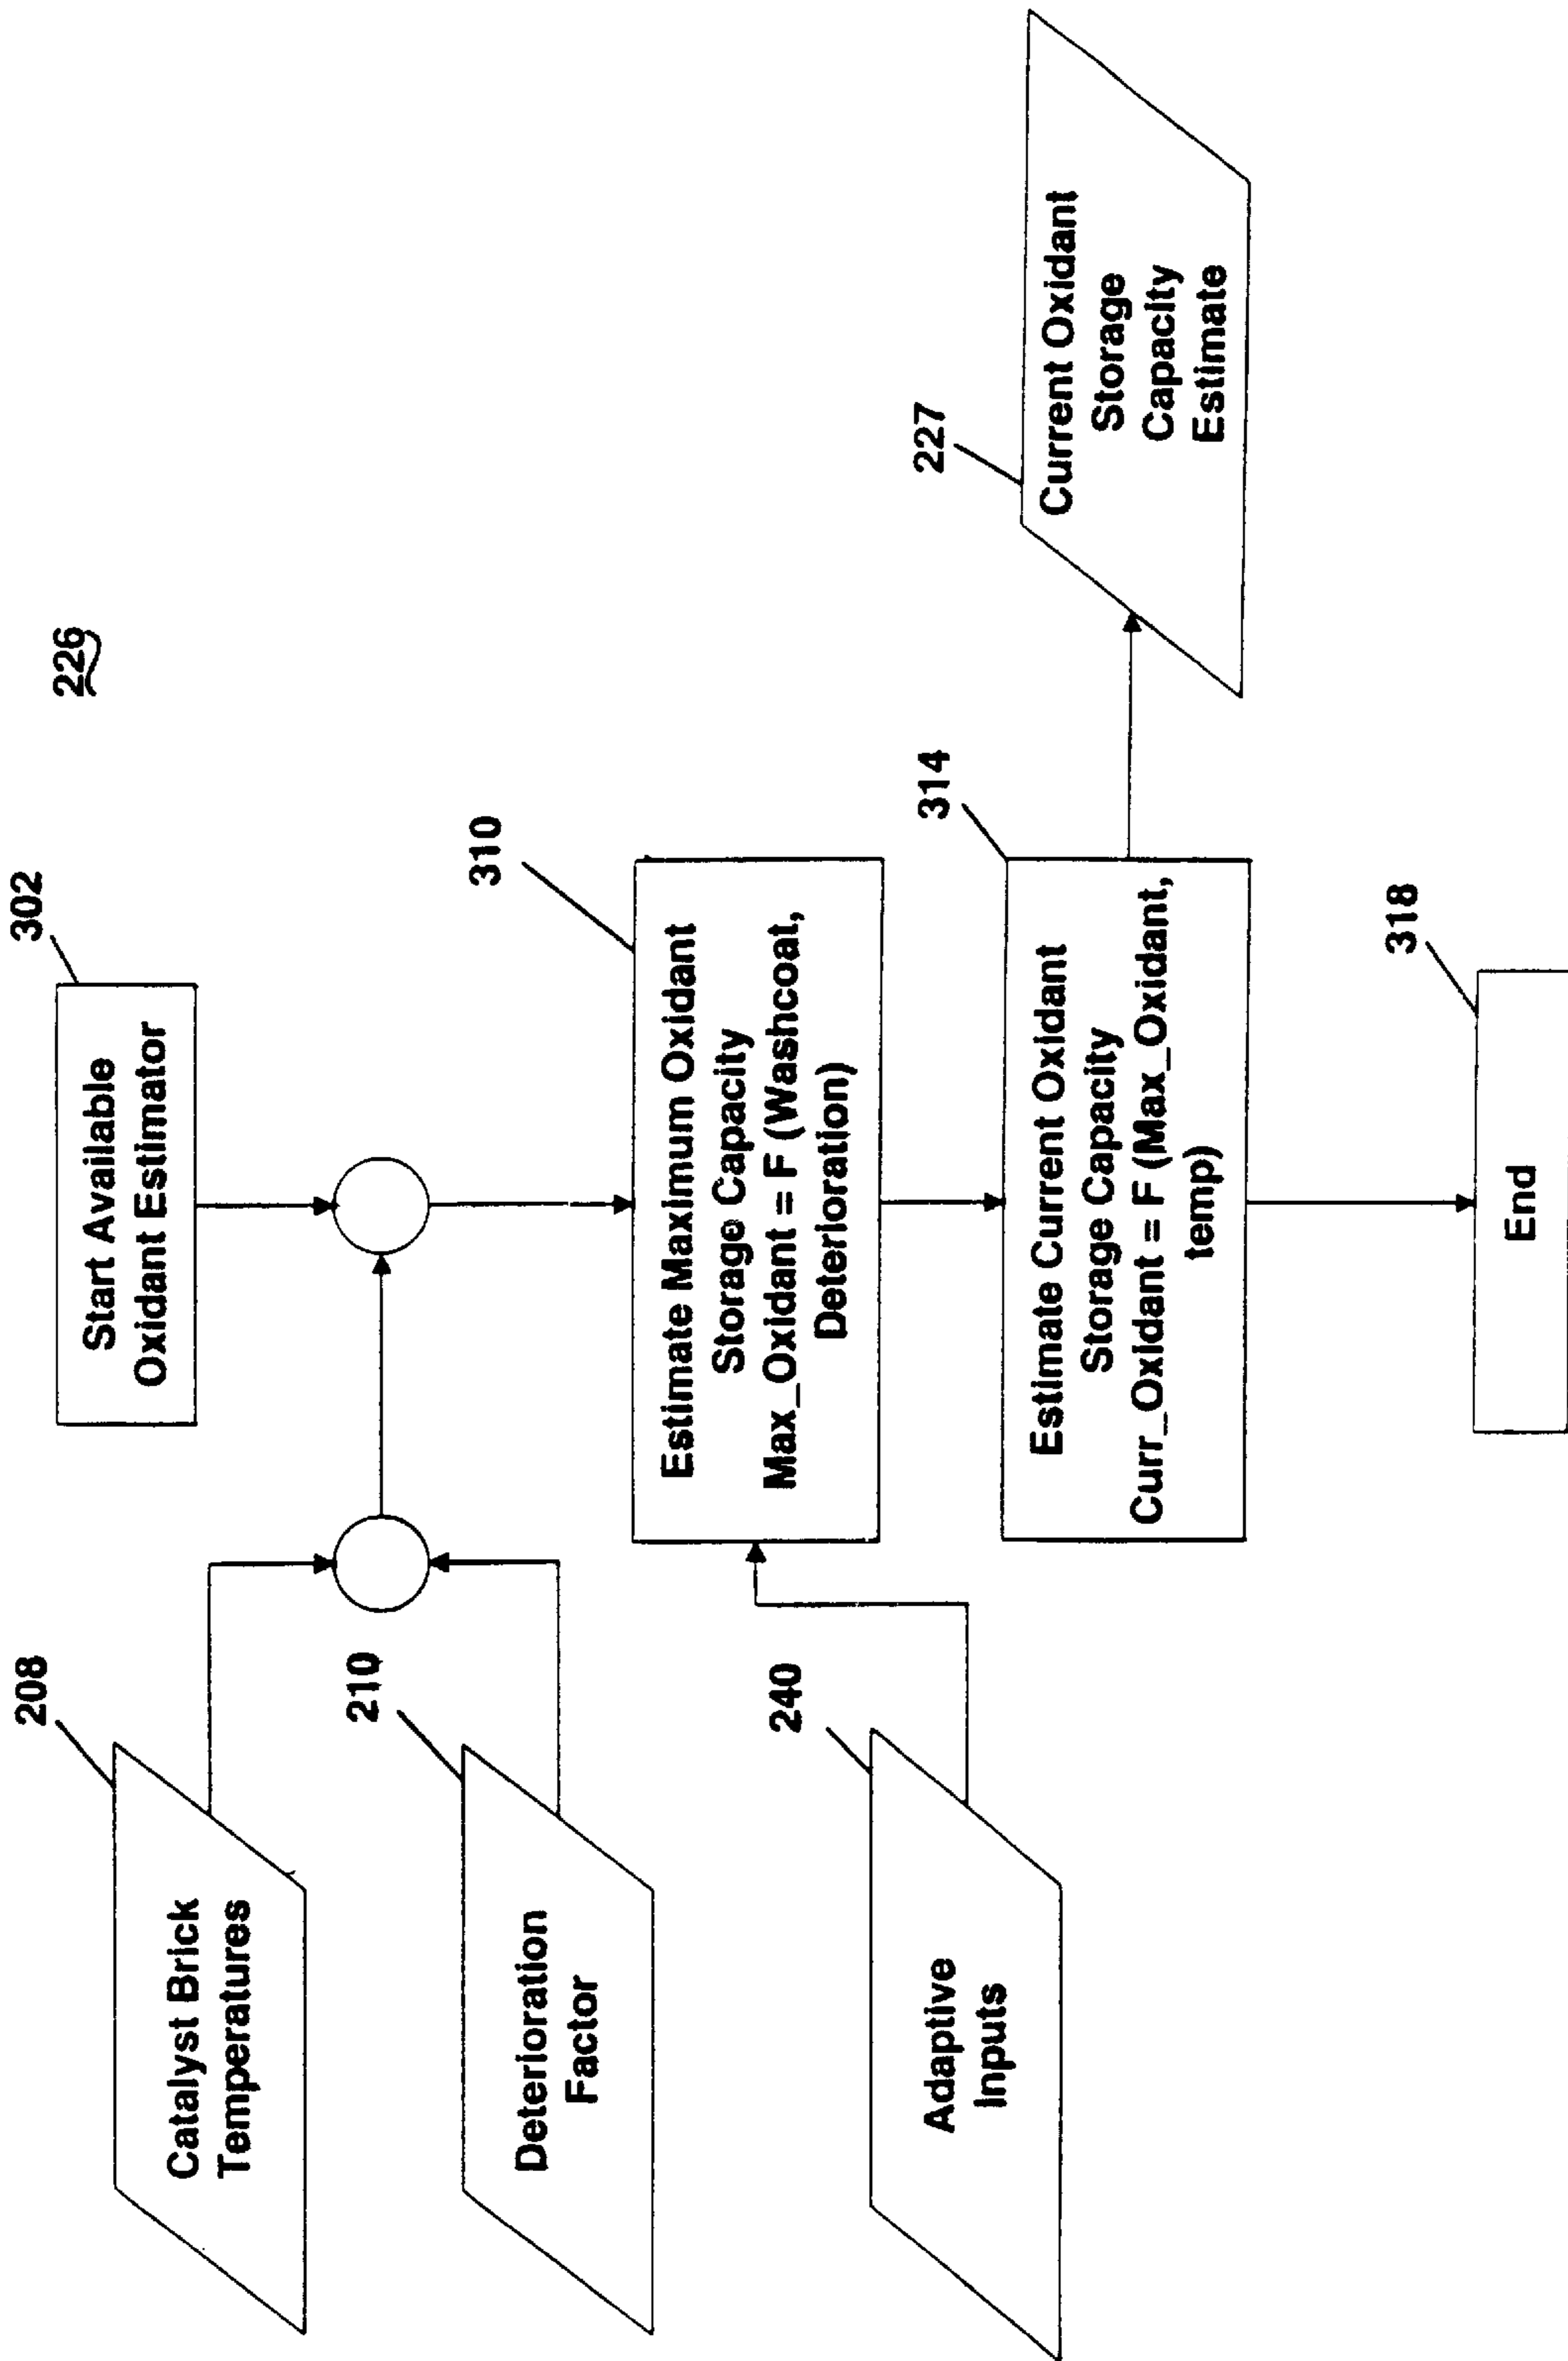 226
302
Start Available
Oxidant Estimator
208
Catalyst Brick
Temperatures
210
Deterioration
Factor
310
Estimate Maximum Oxidant
Storage Capacity
Max_Oxidant = F (Washcoat,
Deterioration)
240
Adaptive
Inputs
314
Estimate Current Oxidant
Storage Capacity
Curr_Oxidant = F (Max_Oxidant,
temp)
227
Current Oxidant
Storage
Capacity
Estimate
318
End